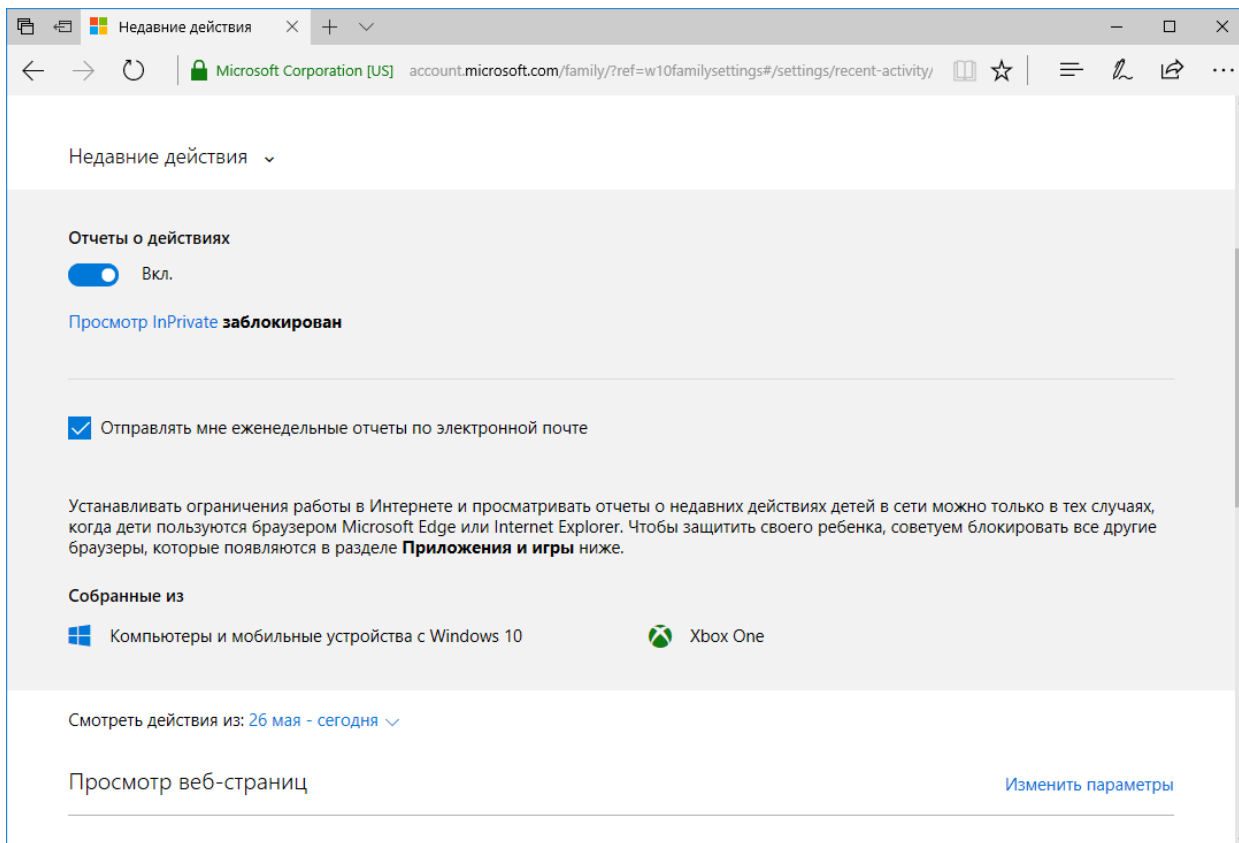 Недавние действия
Microsoft Corporation [US] account.microsoft.com/family/?ref=w10familysettings#/settings/recent-activity/
Недавние действия
Отчеты о действиях
Вкл.
Просмотр InPrivate заблокирован
Отправлять мне еженедельные отчеты по электронной почте
Устанавливать ограничения работы в Интернете и просматривать отчеты о недавних действиях детей в сети можно только в тех случаях,
когда дети пользуются браузером Microsoft Edge или Internet Explorer. Чтобы защитить своего ребенка, советуем блокировать все другие
браузеры, которые появляются в разделе Приложения и игры ниже.
Собранные из
Компьютеры и мобильные устройства с Windows 10 Xbox One
Смотреть действия из: 26 мая - сегодня
Просмотр веб-страниц Изменить параметры